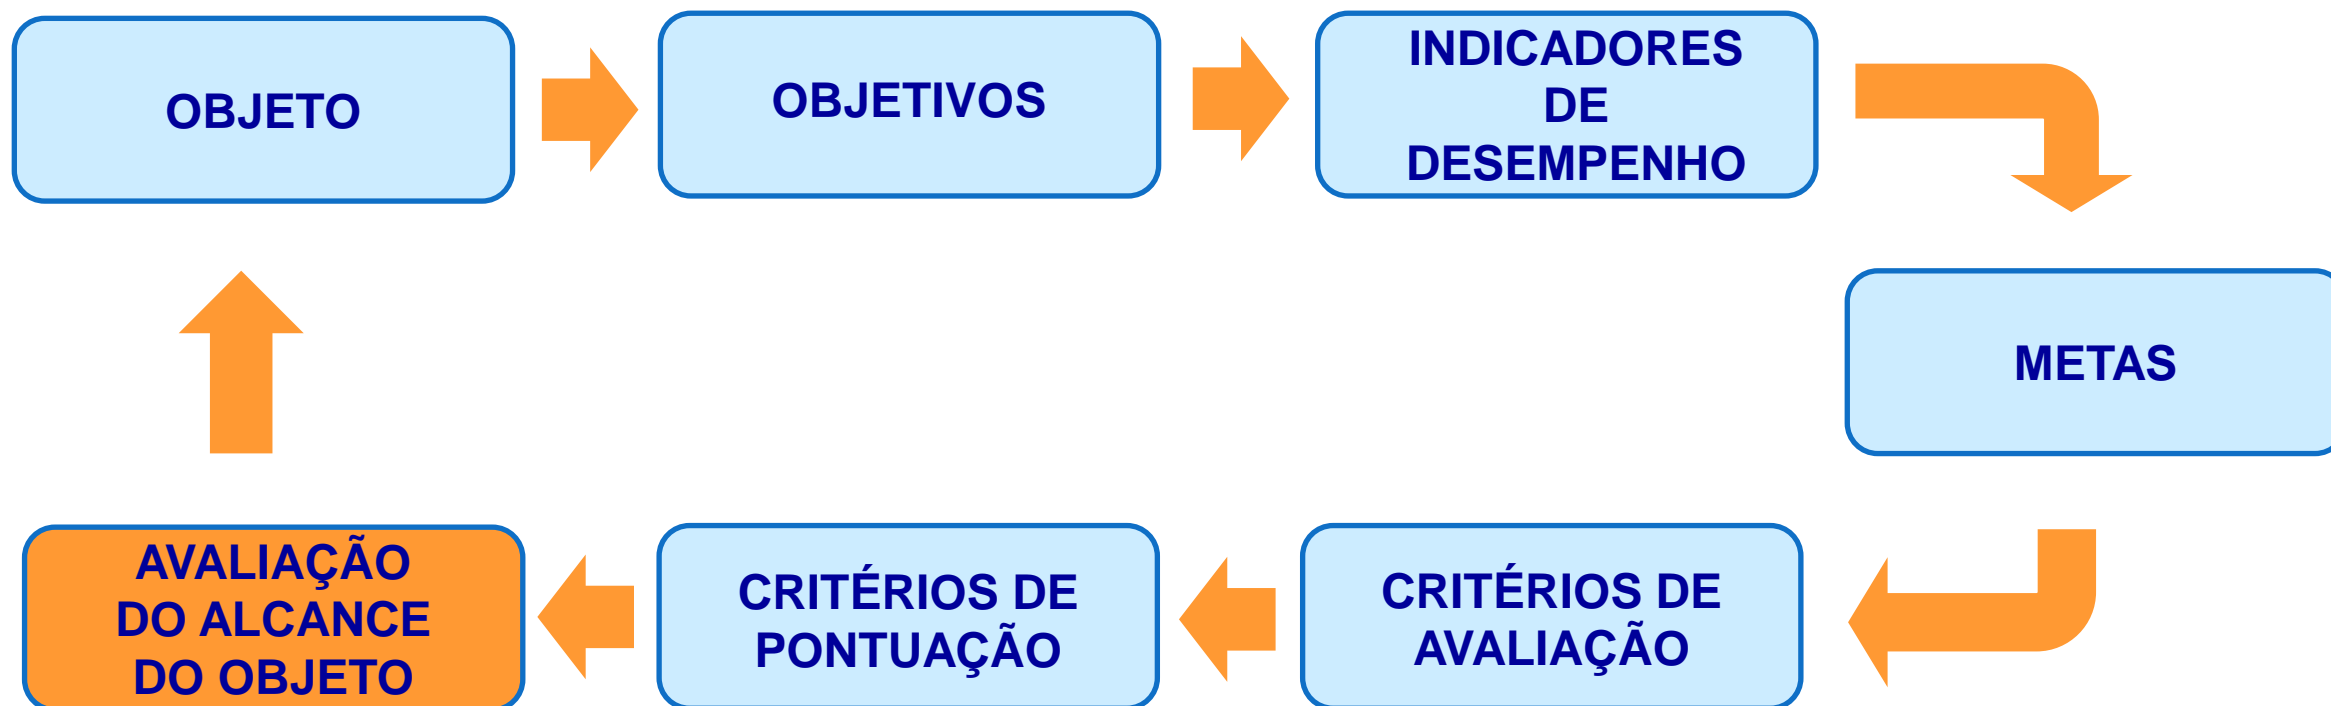 OBJETO
OBJETIVOS
INDICADORES
DE
DESEMPENHO
METAS
AVALIAÇÃO
DO ALCANCE
DO OBJETO
CRITÉRIOS DE
PONTUAÇÃO
CRITÉRIOS DE
AVALIAÇÃO